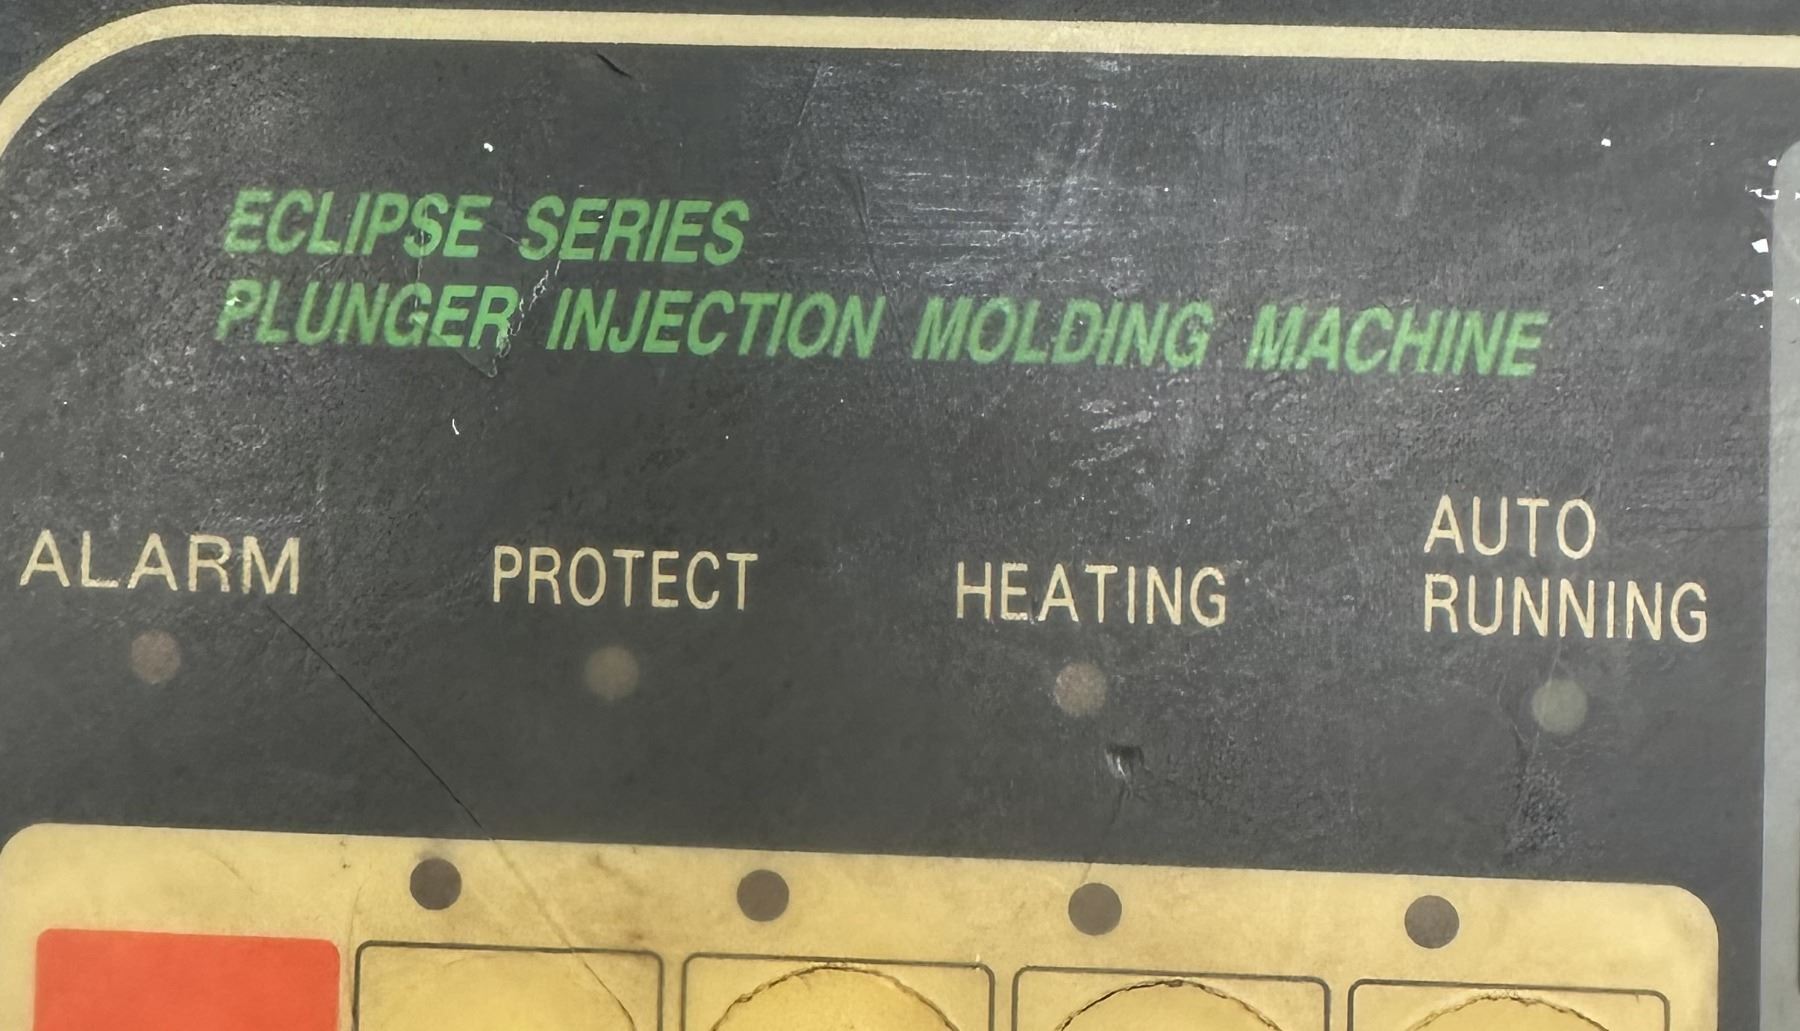 ECLIPSE SERIES
PLUNGER INJECTION MOLDING MACHINE
ALARM
PROTECT
HEATING
AUTO
RUNNING